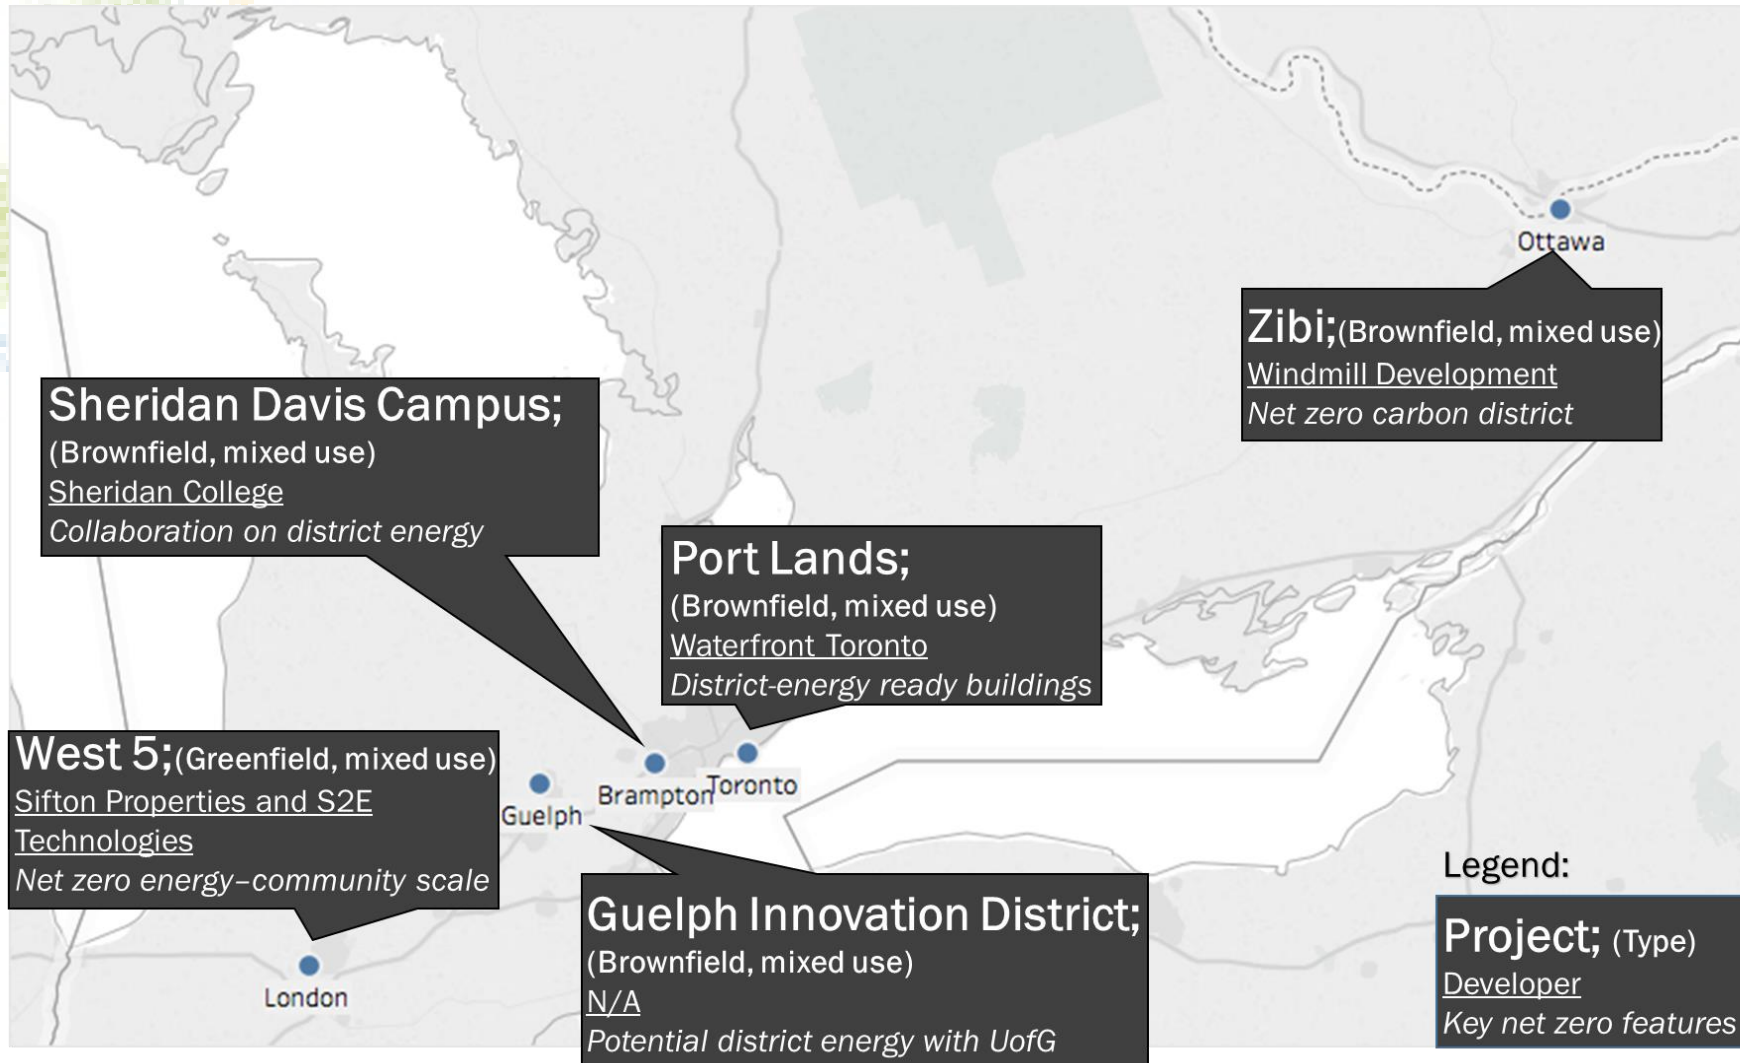 Ottawa
Zibi;(Brownfield, mixed use)
Windmill Development
Net zero carbon district
Sheridan Davis Campus;
(Brownfield, mixed use)
Sheridan College
Collaboration on district energy
Port Lands;
(Brownfield, mixed use)
Waterfront Toronto
District-energy ready buildings
West 5;(Greenfield, mixed use)
Sifton Properties and S2E
Technologies
Net zero energy–community scale
Guelph
Brampton
Toronto
London
Guelph Innovation District;
(Brownfield, mixed use)
N/A
Potential district energy with UofG
Legend:
Project; (Type)
Developer
Key net zero features